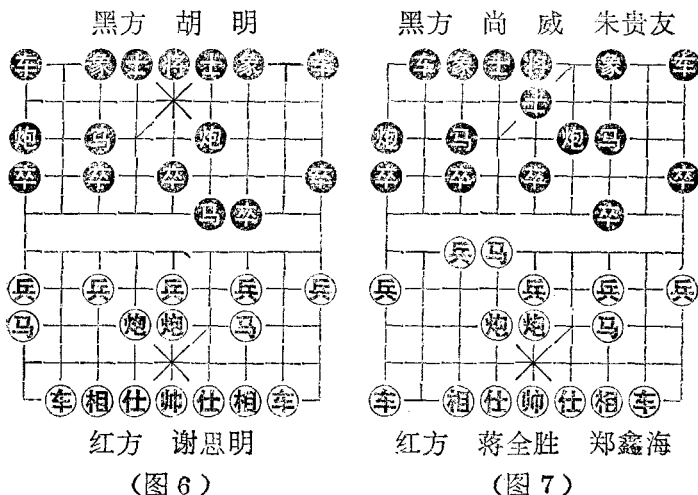 黑方 胡 明
车 象 士 将 士 象 车
炮 马 炮
卒 卒 卒 卒
马 卒
兵 兵 兵 兵 兵
马 炮 炮 马
车 相 仕 帅 仕 相 车
红方 谢思明
(图6)
黑方 尚 威 朱贵友
车 象 士 将 象 车
士
炮 马 炮 马
卒 卒 卒 卒
卒
兵 马
兵 兵 兵 兵
炮 炮 马
车 相 仕 帅 仕 相 车
红方 蒋全胜 郑鑫海
(图7)